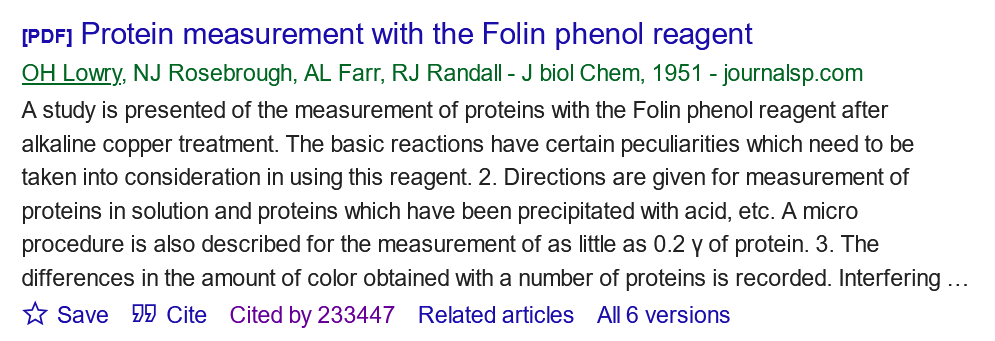 [PDF] Protein measurement with the Folin phenol reagent
OH Lowry, NJ Rosebrough, AL Farr, RJ Randall - J biol Chem, 1951 - journalsp.com
A study is presented of the measurement of proteins with the Folin phenol reagent after
alkaline copper treatment. The basic reactions have certain peculiarities which need to be
taken into consideration in using this reagent. 2. Directions are given for measurement of
proteins in solution and proteins which have been precipitated with acid, etc. A micro
procedure is also described for the measurement of as little as 0.2 γ of protein. 3. The
differences in the amount of color obtained with a number of proteins is recorded. Interfering …
Save Cite Cited by 233447 Related articles All 6 versions